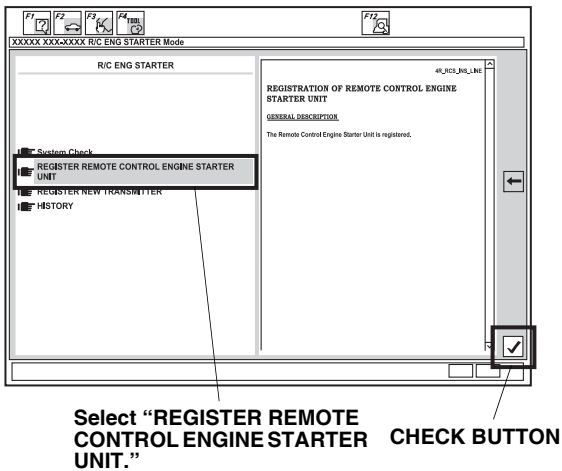 F1 F2 F3 F4 TOOL F12
XXXXX XXX-XXXX R/C ENG STARTER Mode
R/C ENG STARTER
System Check
REGISTER REMOTE CONTROL ENGINE STARTER
UNIT
REGISTER NEW TRANSMITTER
HISTORY
4R_RCS_INS_LINE
REGISTRATION OF REMOTE CONTROL ENGINE
STARTER UNIT
GENERAL DESCRIPTION
The Remote Control Engine Starter Unit is registered.
Select “REGISTER REMOTE
CONTROL ENGINE STARTER
UNIT.”
CHECK BUTTON